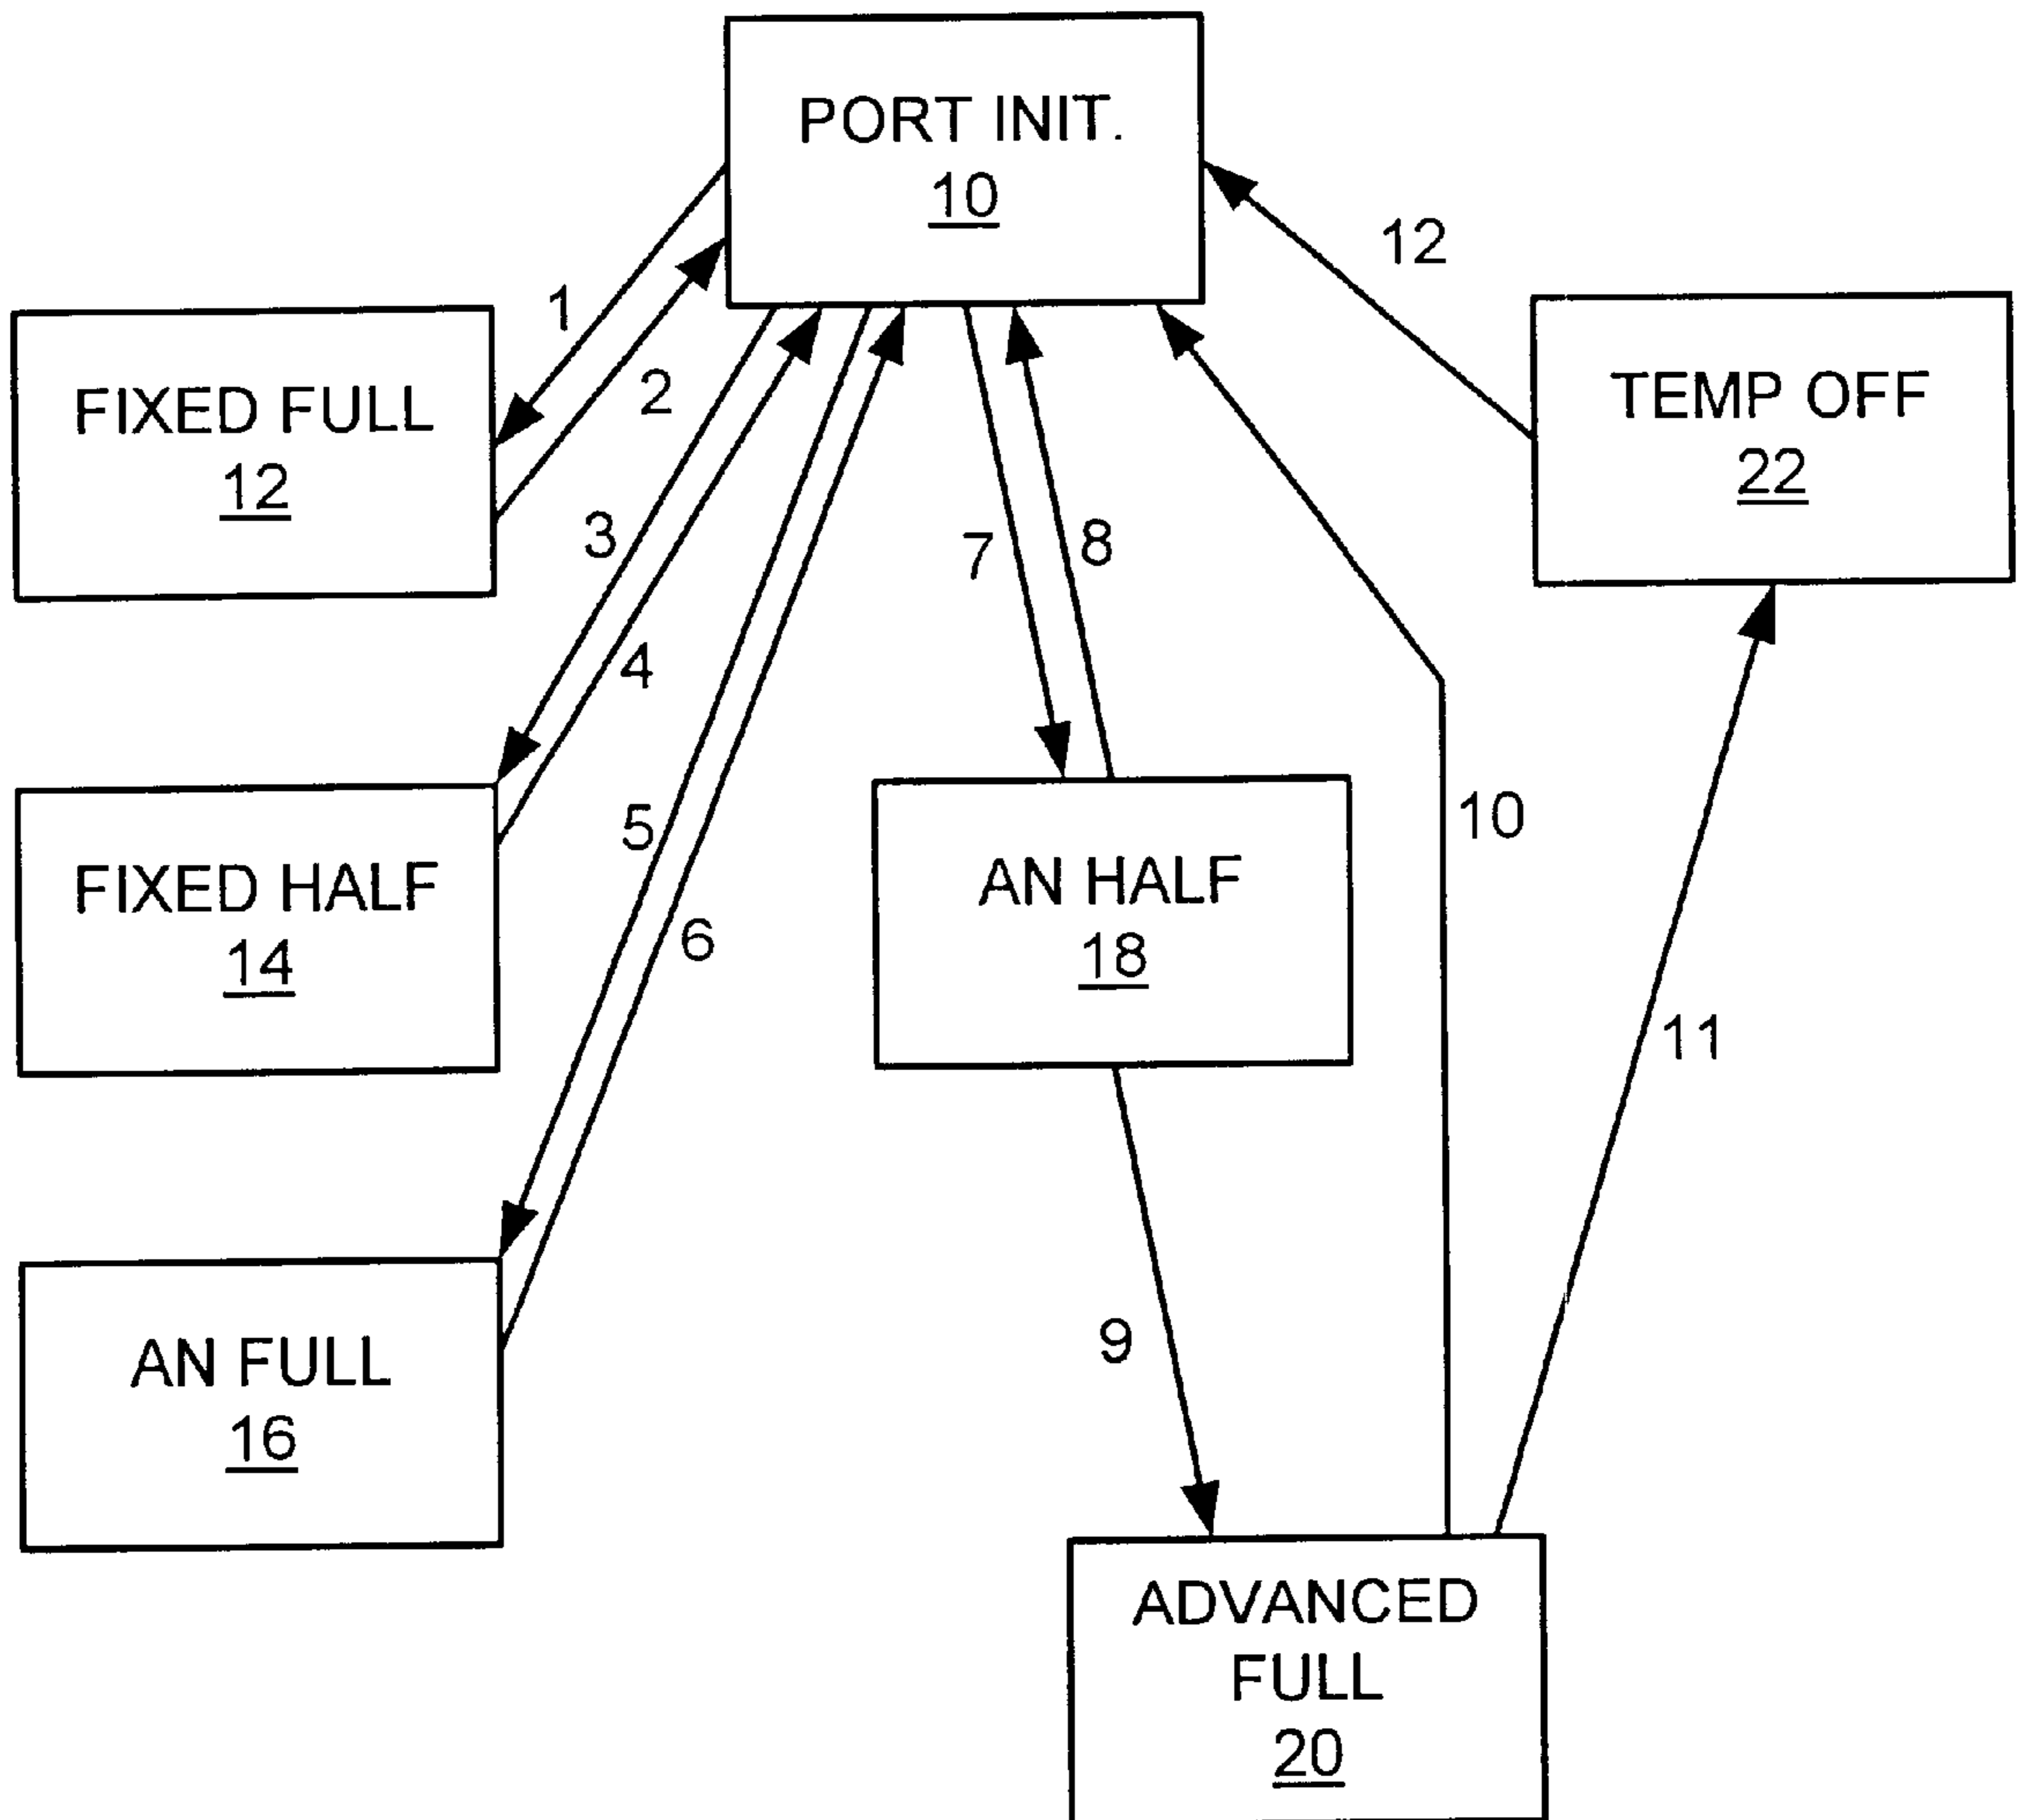 PORT INIT.
10
12
1
2
FIXED FULL
12
TEMP OFF
22
3
4
7
8
5
6
10
FIXED HALF
14
AN HALF
18
11
9
AN FULL
16
ADVANCED
FULL
20